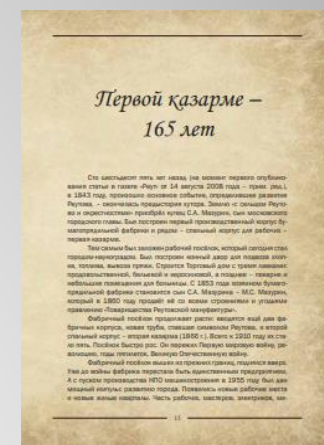 Первой казарме –
165 лет
Сто шестьдесят пять лет назад (на момент первого опублико-
вания статьи в газете «Реут» от 14 августа 2008 года – прим. ред.),
в 1843 году, произошло основное событие, определившее развитие
Реутова, – окончилась предыстория хутора. Землю «с сельцом Реуто-
во и окрестностями» приобрёл купец С.А. Мазурин, сын московского
городского главы. Был построен первый производственный корпус бу-
магопрядильной фабрики и рядом – спальный корпус для рабочих –
первая казарма.
Тем самым был заложен рабочий посёлок, который сегодня стал
городом-наукоградом. Был построен конный двор для подвоза хлоп-
ка, топлива, вывоза пряжи. Строится Торговый дом с тремя лавками:
продовольственной, бельевой и керосиновой, а позднее – пекарня и
небольшие помещения для больницы. С 1853 года хозяином бумаго-
прядильной фабрики становится сын С.А. Мазурина – М.С. Мазурин,
который в 1860 году продаёт её со всеми строениями и угодьями
правлению «Товарищества Реутовской мануфактуры».
Фабричный посёлок продолжает расти: вводятся ещё два фа-
бричных корпуса, новая труба, ставшая символом Реутова, и второй
спальный корпус – вторая казарма (1866 г.). Всего к 1910 году их ста-
ло пять. Посёлок быстро рос. Он пережил Первую мировую войну, ре-
волюцию, годы пятилеток, Великую Отечественную войну.
Фабричный посёлок вышел из прежних границ, поднялся вверх.
Уже до войны фабрика перестала быть единственным предприятием.
А с пуском производства НПО машиностроения в 1955 году был дан
мощный импульс развитию города. Появились новые рабочие места
и новые жилые кварталы. Часть рабочих, мастеров, электриков, ин-